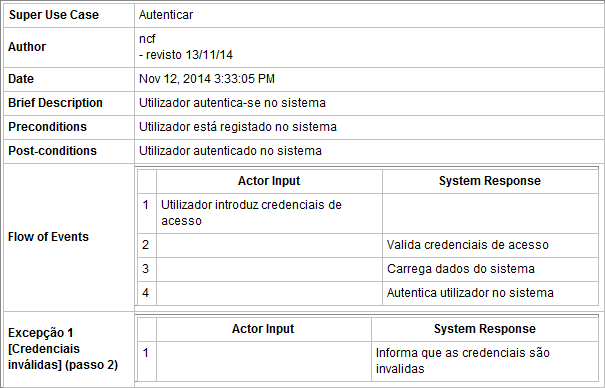 Super Use Case Autenticar
Author ncf
- revisto 13/11/14
Date Nov 12, 2014 3:33:05 PM
Brief Description Utilizador autentica-se no sistema
Preconditions Utilizador está registado no sistema
Post-conditions Utilizador autenticado no sistema
Flow of Events
Actor Input System Response
1 Utilizador introduz credenciais de
acesso
2 Valida credenciais de acesso
3 Carrega dados do sistema
4 Autentica utilizador no sistema
Excepção 1
[Credenciais
inválidas] (passo 2)
Actor Input System Response
1 Informa que as credenciais são
invalidas